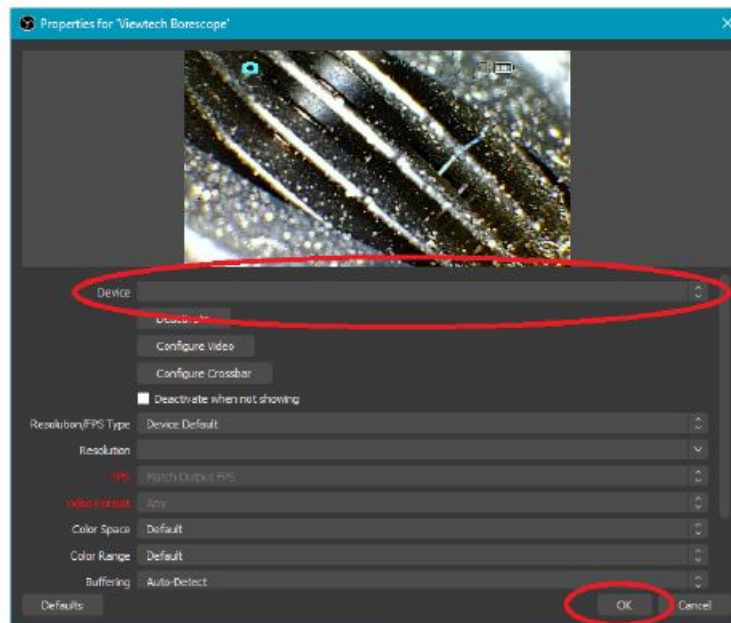 Properties for 'Viewtech Borescope'
Device
Deactivate
Configure Video
Configure Crossbar
Deactivate when not showing
Resolution/FPS Type Device Default
Resolution
FPS Match Output FPS
Video Format Any
Color Space Default
Color Range Default
Buffering Auto-Detect
Defaults OK Cancel